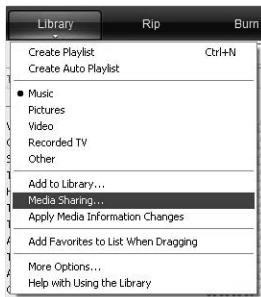 Library Rip Burn
Create Playlist Ctrl+N
Create Auto Playlist
Music
Pictures
Video
Recorded TV
Other
Add to Library...
Media Sharing...
Apply Media Information Changes
Add Favorites to List When Dragging
More Options...
Help with Using the Library